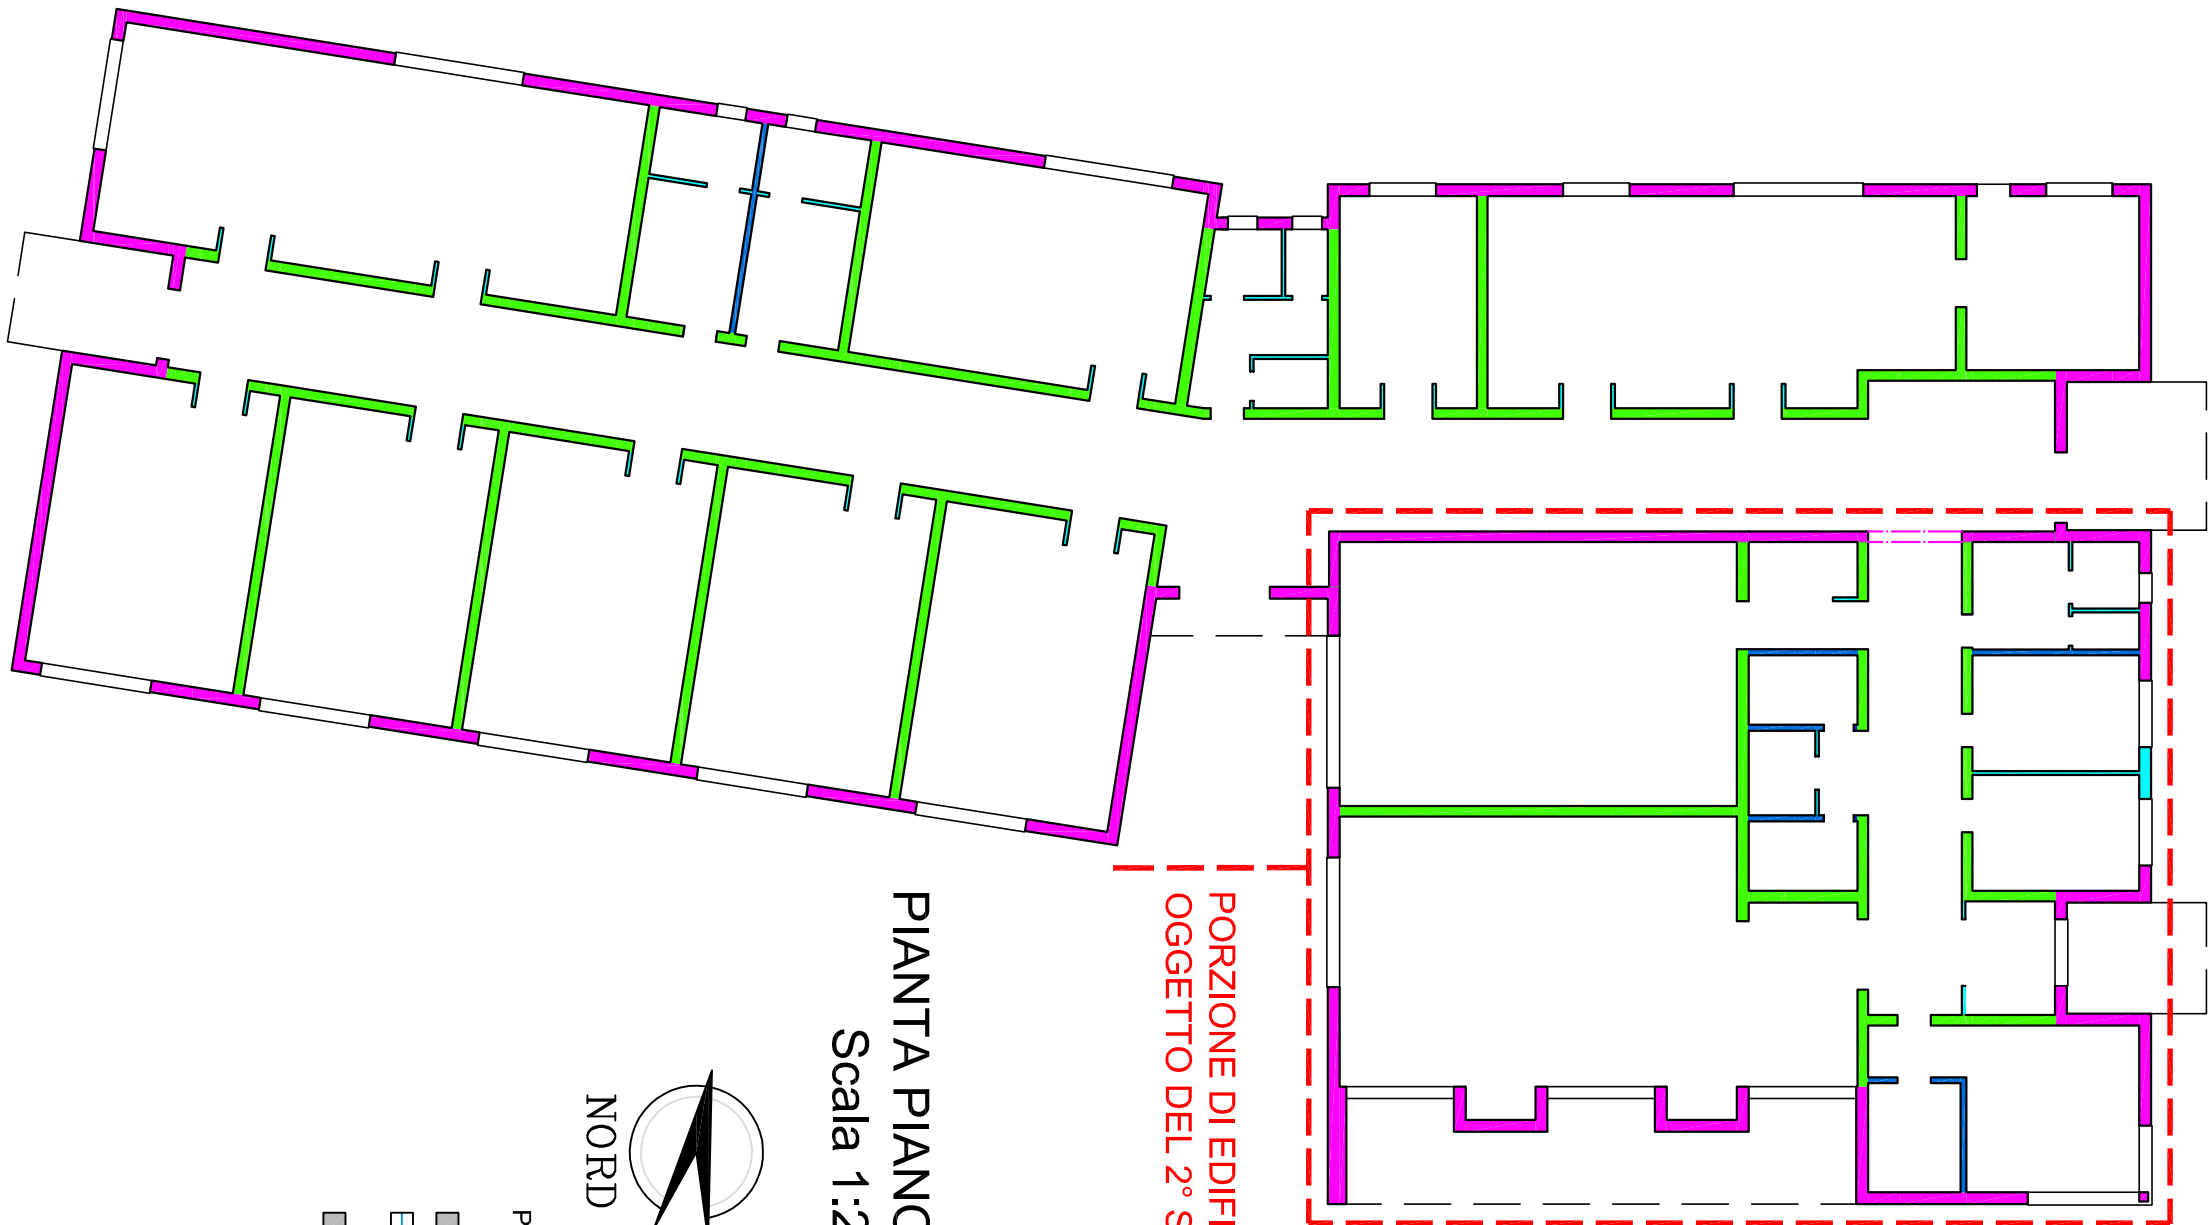 PORZIONE DI EDIFI
OGGETTO DEL 2° S
PIANTA PIANO
Scala 1:2
NORD
P